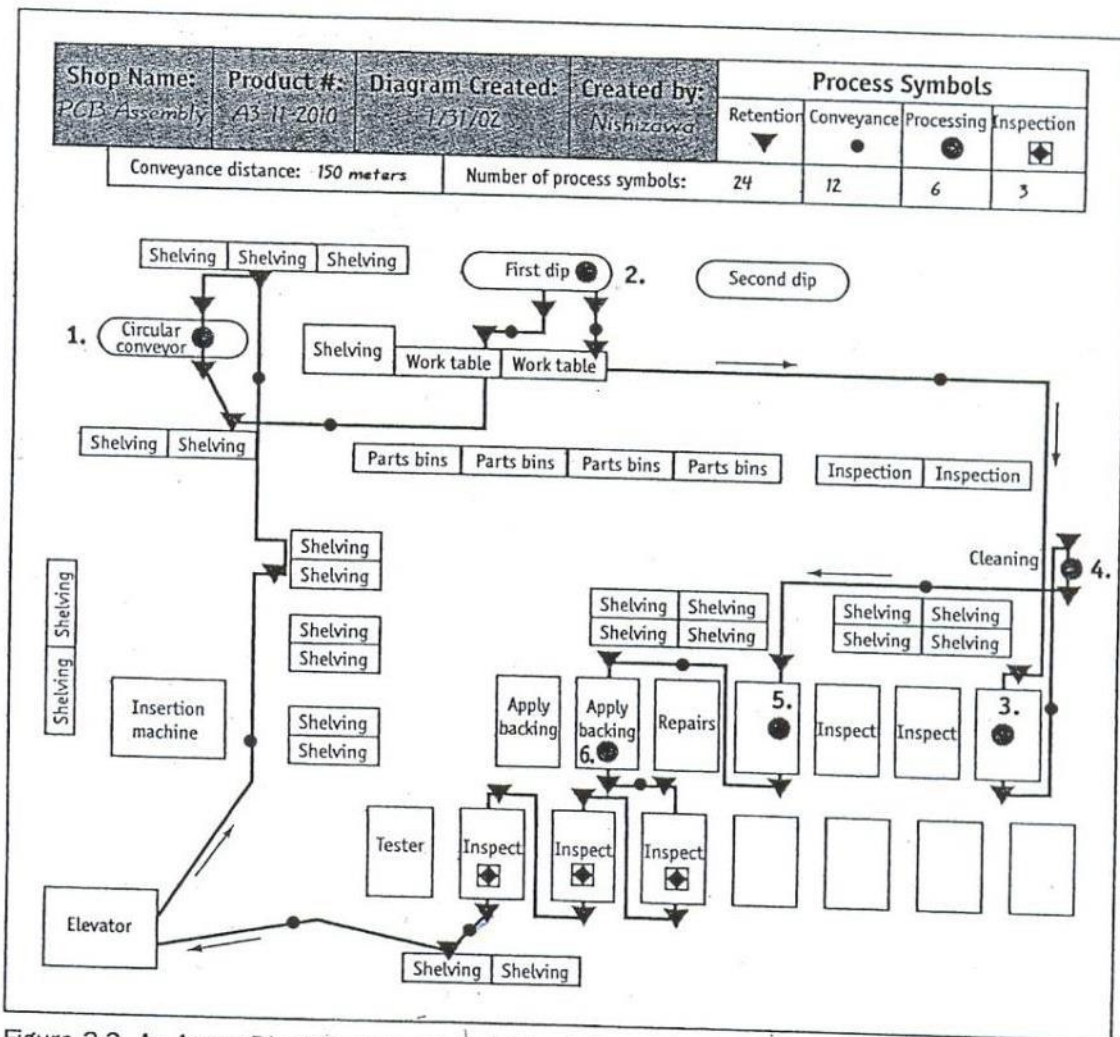 Shop Name: Product #: Diagram Created: Created by: Process Symbols
PCB Assembly A3-11-2010 1/31/02 Nishizawa Retention Conveyance Processing Inspection
Conveyance distance: 150 meters Number of process symbols: 24 12 6 3
Shelving Shelving Shelving
First dip 2. Second dip
1. Circular conveyor
Shelving Work table Work table
Shelving Shelving
Parts bins Parts bins Parts bins Parts bins Inspection Inspection
Shelving
Shelving
Cleaning 4.
Shelving Shelving
Shelving Shelving
Shelving Shelving
Shelving Shelving
Shelving Shelving
Shelving
Shelving
Insertion machine
Shelving
Shelving
Apply backing
Apply backing 6.
Repairs
5.
Inspect Inspect
3.
Tester Inspect Inspect Inspect
Elevator
Shelving Shelving